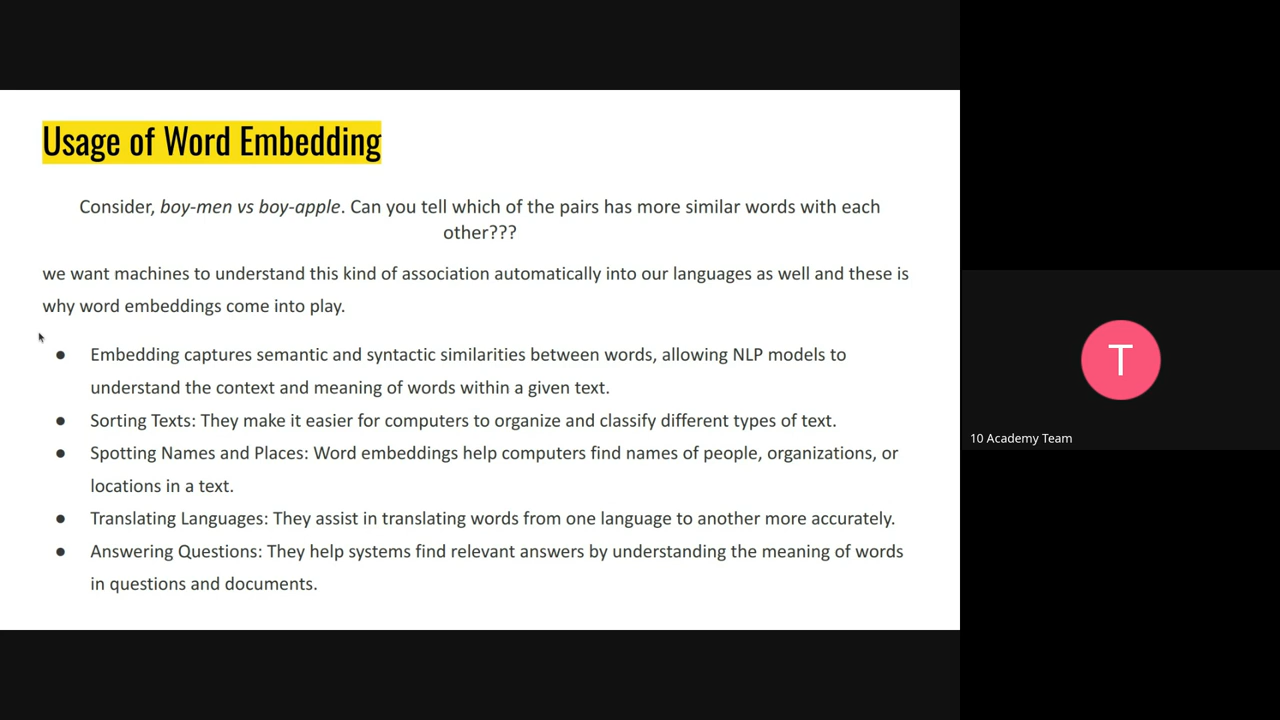 Usage of Word Embedding
Consider, boy-men vs boy-apple. Can you tell which of the pairs has more similar words with each
other???
we want machines to understand this kind of association automatically into our languages as well and these is
why word embeddings come into play.
● Embedding captures semantic and syntactic similarities between words, allowing NLP models to
understand the context and meaning of words within a given text.
● Sorting Texts: They make it easier for computers to organize and classify different types of text.
● Spotting Names and Places: Word embeddings help computers find names of people, organizations, or
locations in a text.
● Translating Languages: They assist in translating words from one language to another more accurately.
● Answering Questions: They help systems find relevant answers by understanding the meaning of words
in questions and documents.
T
10 Academy Team